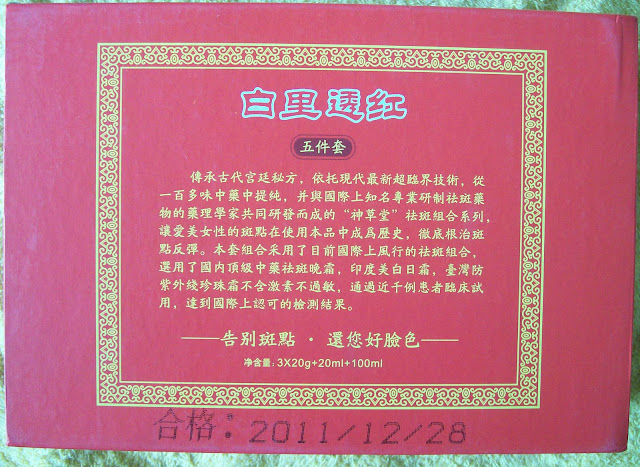 白里透红
五件套
傳承古代宫廷秘方，依托現代最新超臨界技術，從
一百多味中藥中提純，并與國際上知名專業研制祛斑藥
物的藥理學家共同研發而成的“神草堂”祛斑組合系列，
讓愛美女性的斑點在使用本品中成爲歷史，徹底根治斑
點反彈。本套組合采用了目前國際上風行的祛斑組合，
選用了國内頂級中藥祛斑晚霜，印度美白日霜，臺灣防
紫外綫珍珠霜不含激素不過敏，通過近千例患者臨床試
用，達到國際上認可的檢測結果。
——告别斑點 · 還您好臉色——
净含量：3X20g+20ml+100ml
合格：2011/12/28